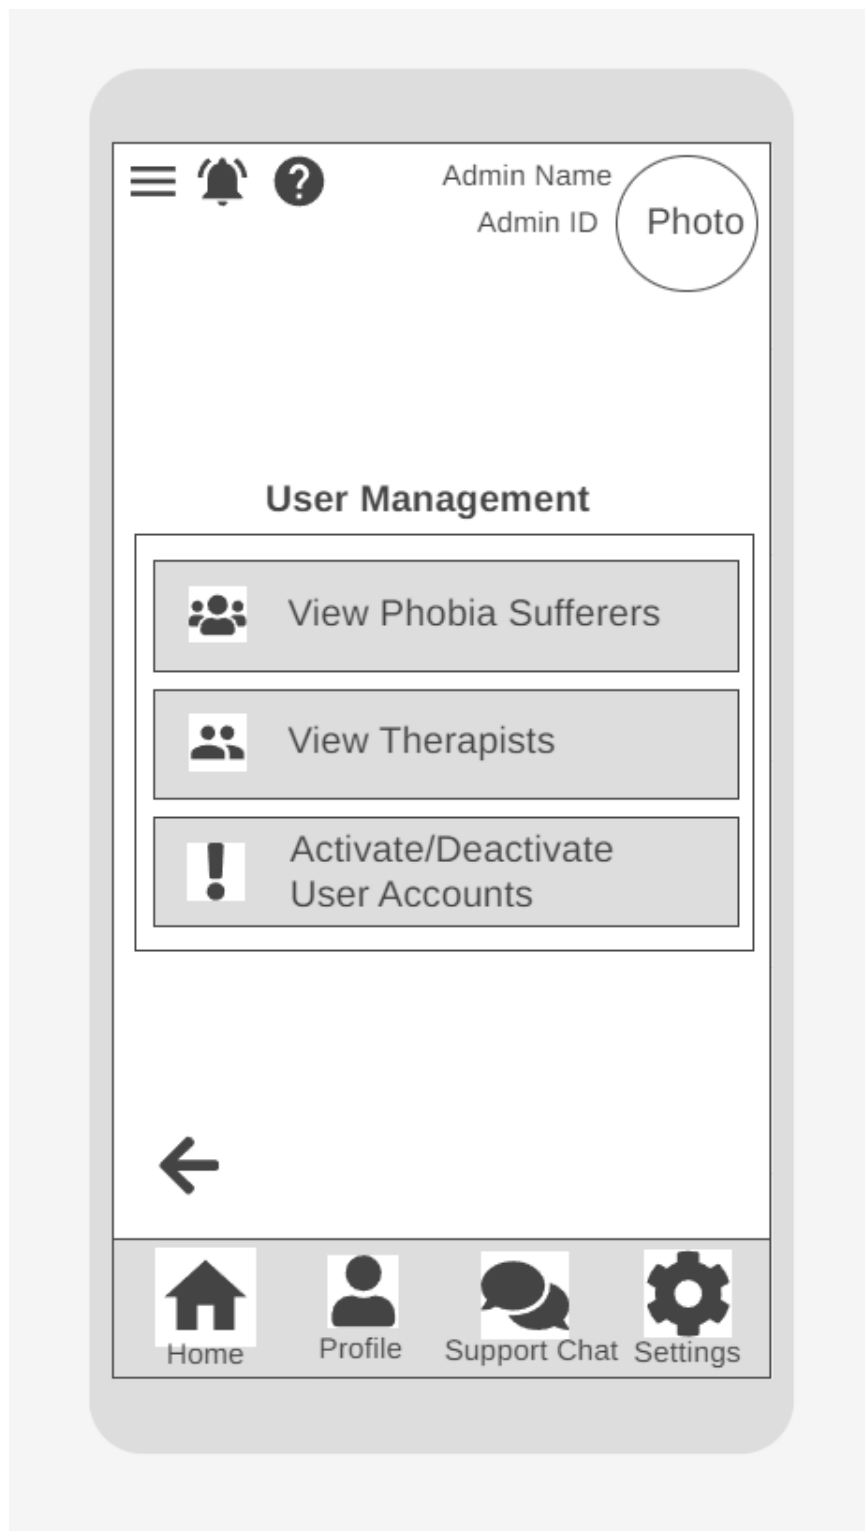 Admin Name
Admin ID
Photo
User Management
View Phobia Sufferers
View Therapists
Activate/Deactivate
User Accounts
Home
Profile
Support Chat
Settings